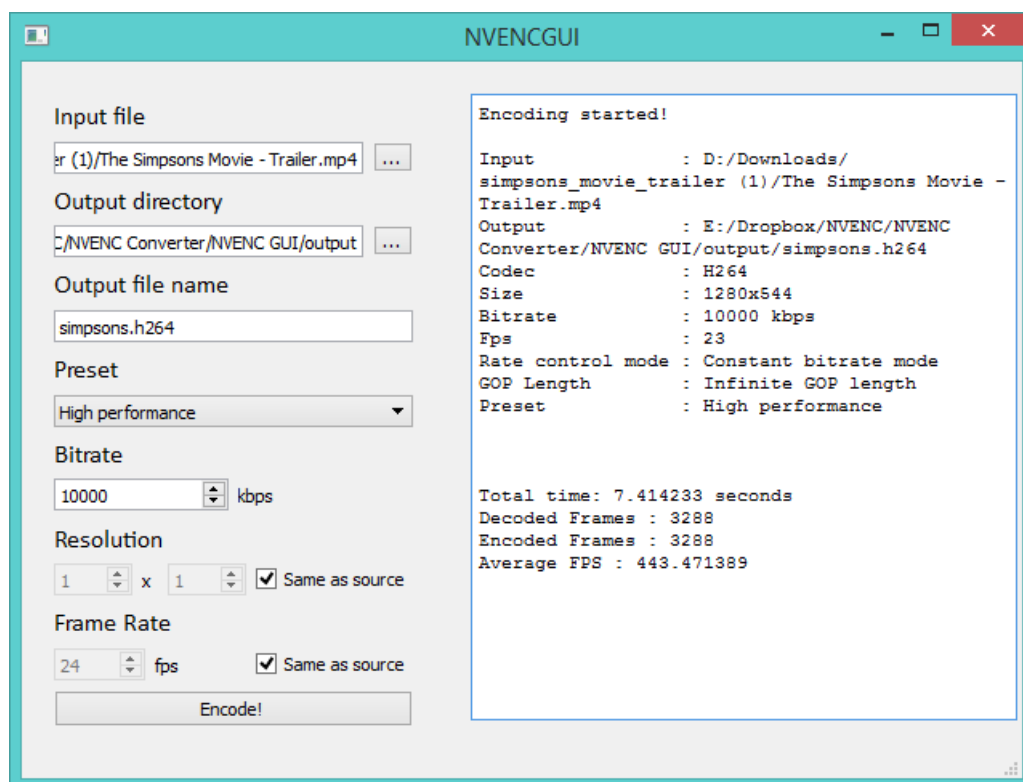 NVENCGUI
Input file
er (1)/The Simpsons Movie - Trailer.mp4
...
Output directory
C/NVENC Converter/NVENC GUI/output
...
Output file name
simpsons.h264
Preset
High performance
Bitrate
10000 kbps
Resolution
1 x 1 Same as source
Frame Rate
24 fps Same as source
Encode!
Encoding started!
Input : D:/Downloads/
simpsons_movie_trailer (1)/The Simpsons Movie -
Trailer.mp4
Output : E:/Dropbox/NVENC/NVENC
Converter/NVENC GUI/output/simpsons.h264
Codec : H264
Size : 1280x544
Bitrate : 10000 kbps
Fps : 23
Rate control mode : Constant bitrate mode
GOP Length : Infinite GOP length
Preset : High performance
Total time: 7.414233 seconds
Decoded Frames : 3288
Encoded Frames : 3288
Average FPS : 443.471389